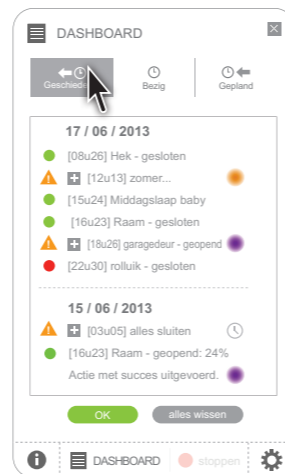 DASHBOARD
Geschiede
Bezig
Gepland
17 / 06 / 2013
[08u26] Hek - gesloten
[12u13] zomer...
[15u24] Middagslaap baby
[16u23] Raam - gesloten
[18u26] garagedeur - geopend
[22u30] rolluik - gesloten
15 / 06 / 2013
[03u05] alles sluiten
[16u23] Raam - geopend: 24%
Actie met succes uitgevoerd.
OK
alles wissen
DASHBOARD
stoppen